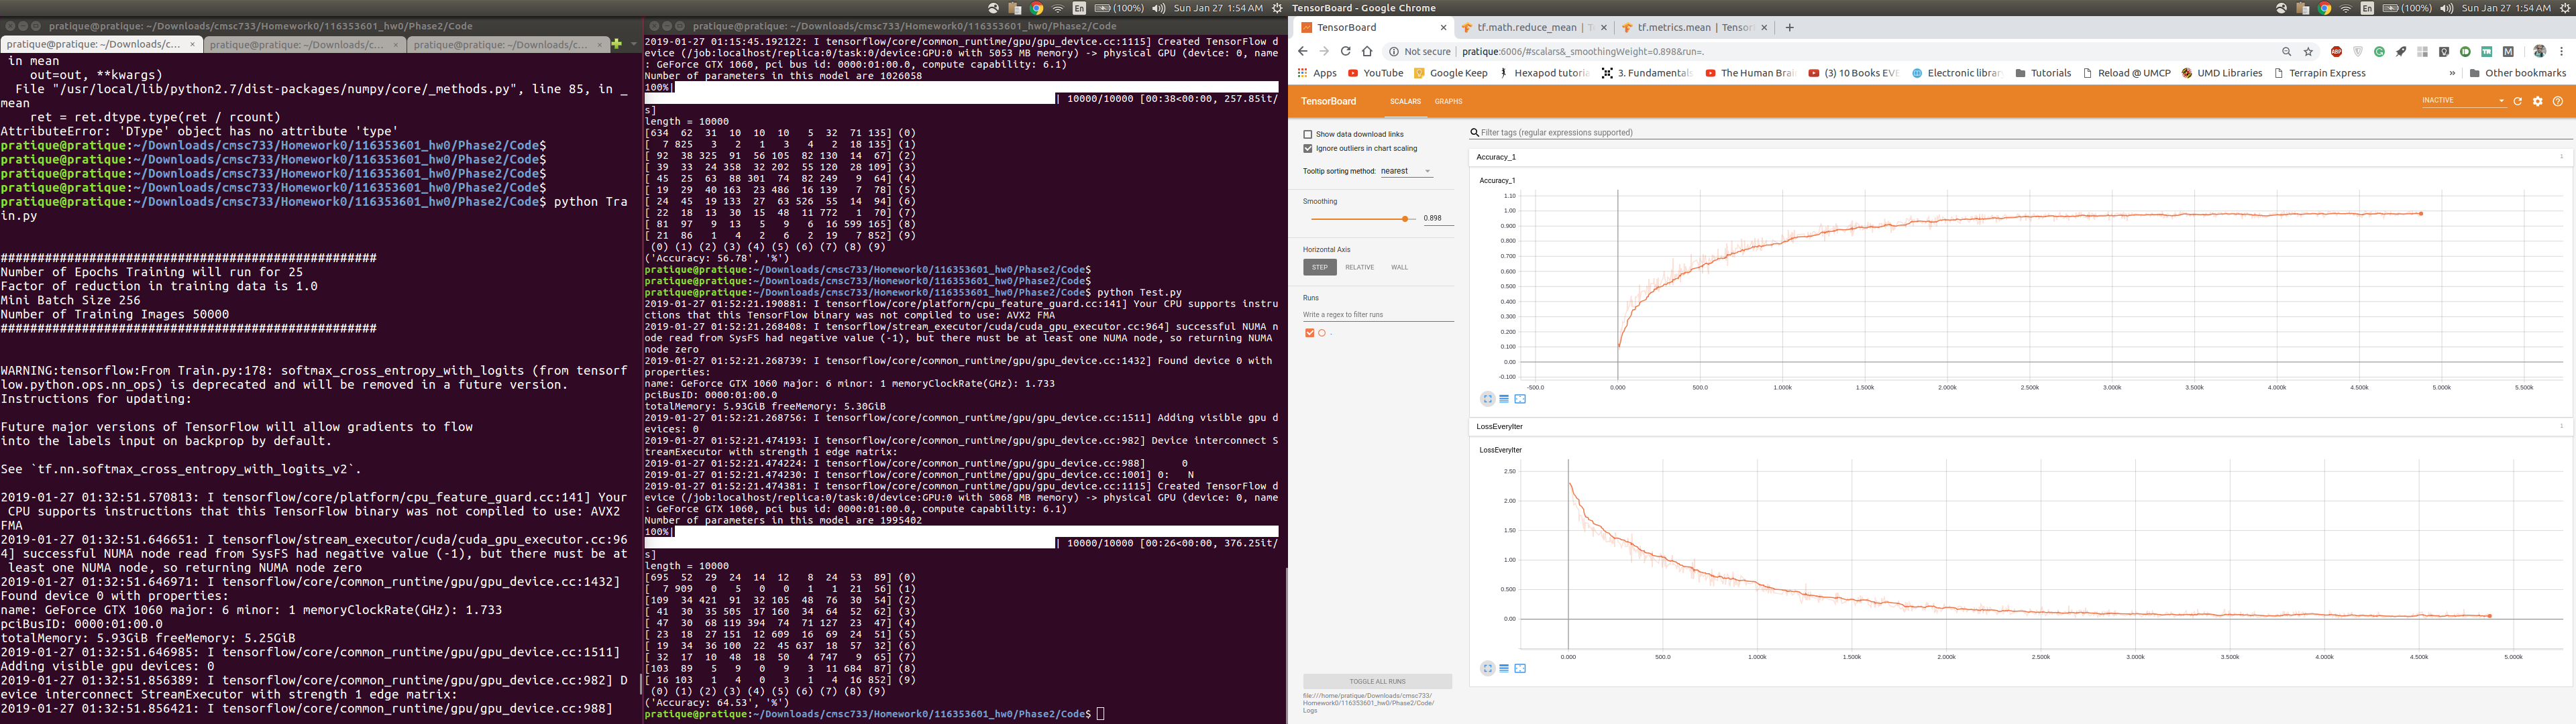 (100%) Sun Jan 27 1:54 AM
pratique@pratique: ~/Downloads/cmsc733/Homework0/116353601_hw0/Phase2/Code
pratique@pratique: ~/Downloads/c... × pratique@pratique: ~/Downloads/c... × pratique@pratique: ~/Downloads/c... ×
in mean
out=out, **kwargs)
File "/usr/local/lib/python2.7/dist-packages/numpy/core/_methods.py", line 85, in _
mean
ret = ret.dtype.type(ret / rcount)
AttributeError: 'DType' object has no attribute 'type'
pratique@pratique:~/Downloads/cmsc733/Homework0/116353601_hw0/Phase2/Code$
pratique@pratique:~/Downloads/cmsc733/Homework0/116353601_hw0/Phase2/Code$
pratique@pratique:~/Downloads/cmsc733/Homework0/116353601_hw0/Phase2/Code$
pratique@pratique:~/Downloads/cmsc733/Homework0/116353601_hw0/Phase2/Code$
pratique@pratique:~/Downloads/cmsc733/Homework0/116353601_hw0/Phase2/Code$ python Tra
in.py
##################################################
Number of Epochs Training will run for 25
Factor of reduction in training data is 1.0
Mini Batch Size 256
Number of Training Images 50000
##################################################
WARNING:tensorflow:From Train.py:178: softmax_cross_entropy_with_logits (from tensorf
low.python.ops.nn_ops) is deprecated and will be removed in a future version.
Instructions for updating:
Future major versions of TensorFlow will allow gradients to flow
into the labels input on backprop by default.
See `tf.nn.softmax_cross_entropy_with_logits_v2`.
2019-01-27 01:32:51.570813: I tensorflow/core/platform/cpu_feature_guard.cc:141] Your
CPU supports instructions that this TensorFlow binary was not compiled to use: AVX2
FMA
2019-01-27 01:32:51.646651: I tensorflow/stream_executor/cuda/cuda_gpu_executor.cc:96
4] successful NUMA node read from SysFS had negative value (-1), but there must be at
least one NUMA node, so returning NUMA node zero
2019-01-27 01:32:51.646971: I tensorflow/core/common_runtime/gpu/gpu_device.cc:1432]
Found device 0 with properties:
name: GeForce GTX 1060 major: 6 minor: 1 memoryClockRate(GHz): 1.733
pciBusID: 0000:01:00.0
totalMemory: 5.93GiB freeMemory: 5.25GiB
2019-01-27 01:32:51.646985: I tensorflow/core/common_runtime/gpu/gpu_device.cc:1511]
Adding visible gpu devices: 0
2019-01-27 01:32:51.856389: I tensorflow/core/common_runtime/gpu/gpu_device.cc:982] D
evice interconnect StreamExecutor with strength 1 edge matrix:
2019-01-27 01:32:51.856421: I tensorflow/core/common_runtime/gpu/gpu_device.cc:988]
pratique@pratique: ~/Downloads/cmsc733/Homework0/116353601_hw0/Phase2/Code
2019-01-27 01:15:45.192122: I tensorflow/core/common_runtime/gpu/gpu_device.cc:1115] Created TensorFlow d
evice (/job:localhost/replica:0/task:0/device:GPU:0 with 5053 MB memory) -> physical GPU (device: 0, name
: GeForce GTX 1060, pci bus id: 0000:01:00.0, compute capability: 6.1)
Number of parameters in this model are 1026058
100%|
| 10000/10000 [00:38<00:00, 257.85it/
s]
length = 10000
[634 62 31 10 10 10 5 32 71 135] (0)
[ 7 825 3 2 1 3 4 2 18 135] (1)
[ 92 38 325 91 56 105 82 130 14 67] (2)
[ 39 33 24 358 32 202 55 120 28 109] (3)
[ 45 25 63 88 301 74 82 249 9 64] (4)
[ 19 29 40 163 23 486 16 139 7 78] (5)
[ 24 45 19 133 27 63 526 55 14 94] (6)
[ 22 18 13 30 15 48 11 772 1 70] (7)
[ 81 97 9 13 5 9 6 16 599 165] (8)
[ 21 86 1 4 2 6 2 19 7 852] (9)
(0) (1) (2) (3) (4) (5) (6) (7) (8) (9)
('Accuracy: 56.78', '%')
pratique@pratique:~/Downloads/cmsc733/Homework0/116353601_hw0/Phase2/Code$
pratique@pratique:~/Downloads/cmsc733/Homework0/116353601_hw0/Phase2/Code$
pratique@pratique:~/Downloads/cmsc733/Homework0/116353601_hw0/Phase2/Code$ python Test.py
2019-01-27 01:52:21.190881: I tensorflow/core/platform/cpu_feature_guard.cc:141] Your CPU supports instru
ctions that this TensorFlow binary was not compiled to use: AVX2 FMA
2019-01-27 01:52:21.268408: I tensorflow/stream_executor/cuda/cuda_gpu_executor.cc:964] successful NUMA n
ode read from SysFS had negative value (-1), but there must be at least one NUMA node, so returning NUMA
node zero
2019-01-27 01:52:21.268739: I tensorflow/core/common_runtime/gpu/gpu_device.cc:1432] Found device 0 with
properties:
name: GeForce GTX 1060 major: 6 minor: 1 memoryClockRate(GHz): 1.733
pciBusID: 0000:01:00.0
totalMemory: 5.93GiB freeMemory: 5.30GiB
2019-01-27 01:52:21.268756: I tensorflow/core/common_runtime/gpu/gpu_device.cc:1511] Adding visible gpu d
evices: 0
2019-01-27 01:52:21.474193: I tensorflow/core/common_runtime/gpu/gpu_device.cc:982] Device interconnect S
treamExecutor with strength 1 edge matrix:
2019-01-27 01:52:21.474224: I tensorflow/core/common_runtime/gpu/gpu_device.cc:988] 0
2019-01-27 01:52:21.474230: I tensorflow/core/common_runtime/gpu/gpu_device.cc:1001] 0: N
2019-01-27 01:52:21.474381: I tensorflow/core/common_runtime/gpu/gpu_device.cc:1115] Created TensorFlow d
evice (/job:localhost/replica:0/task:0/device:GPU:0 with 5068 MB memory) -> physical GPU (device: 0, name
: GeForce GTX 1060, pci bus id: 0000:01:00.0, compute capability: 6.1)
Number of parameters in this model are 1995402
100%|
| 10000/10000 [00:26<00:00, 376.25it/
s]
length = 10000
[695 52 29 24 14 12 8 24 53 89] (0)
[ 7 909 0 5 0 0 1 1 21 56] (1)
[109 34 421 91 32 105 48 76 30 54] (2)
[ 41 30 35 505 17 160 34 64 52 62] (3)
[ 47 30 68 119 394 74 71 127 23 47] (4)
[ 23 18 27 151 12 609 16 69 24 51] (5)
[ 19 34 36 100 22 45 637 18 57 32] (6)
[ 32 17 10 48 18 50 4 747 9 65] (7)
[103 89 5 9 0 9 3 11 684 87] (8)
[ 16 103 1 4 0 3 1 4 16 852] (9)
(0) (1) (2) (3) (4) (5) (6) (7) (8) (9)
('Accuracy: 64.53', '%')
pratique@pratique:~/Downloads/cmsc733/Homework0/116353601_hw0/Phase2/Code$
TensorBoard - Google Chrome En (100%) Sun Jan 27 1:54 AM
TensorBoard × tf.math.reduce_mean | T × tf.metrics.mean | Tensor × +
Not secure | pratique:6006/#scalars&_smoothingWeight=0.898&run=.
Apps YouTube Google Keep Hexapod tutoria 3. Fundamentals The Human Brai (3) 10 Books EVE Electronic librar Tutorials Reload @ UMCP UMD Libraries Terrapin Express » Other bookmarks
TensorBoard SCALARS GRAPHS INACTIVE
Show data download links
Ignore outliers in chart scaling
Tooltip sorting method: nearest
Smoothing
0.898
Horizontal Axis
STEP RELATIVE WALL
Runs
Write a regex to filter runs
.
TOGGLE ALL RUNS
file:///home/pratique/Downloads/cmsc733/
Homework0/116353601_hw0/Phase2/Code/
Logs
Filter tags (regular expressions supported)
Accuracy_1 1
Accuracy_1
1.10
1.00
0.900
0.800
0.700
0.600
0.500
0.400
0.300
0.200
0.100
0.00
-0.100
-500.0 0.000 500.0 1.000k 1.500k 2.000k 2.500k 3.000k 3.500k 4.000k 4.500k 5.000k 5.500k
LossEveryIter 1
LossEveryIter
2.50
2.00
1.50
1.00
0.500
0.00
0.000 500.0 1.000k 1.500k 2.000k 2.500k 3.000k 3.500k 4.000k 4.500k 5.000k